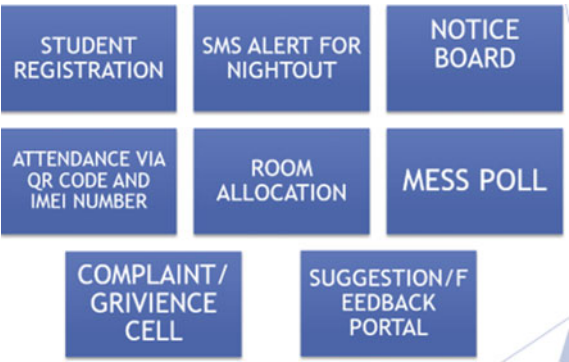 STUDENT
REGISTRATION
SMS ALERT FOR
NIGHTOUT
NOTICE
BOARD
ATTENDANCE VIA
QR CODE AND
IMEI NUMBER
ROOM
ALLOCATION
MESS POLL
COMPLAINT/
GRIVIENCE
CELL
SUGGESTION/F
EEDBACK
PORTAL